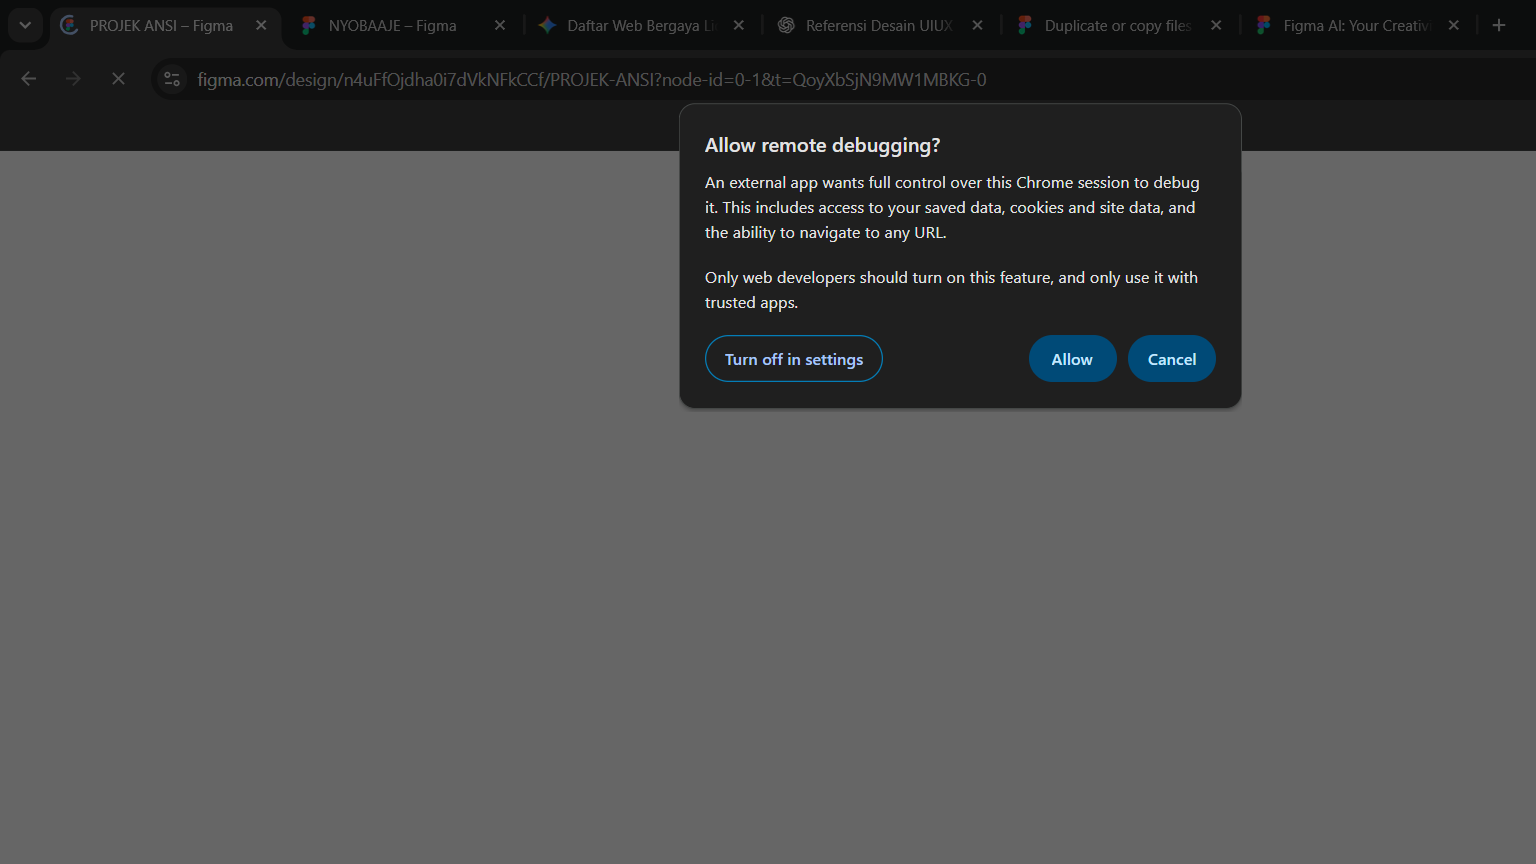 PROJEK ANSI – Figma
NYOBAAJE – Figma
Daftar Web Bergaya Li
Referensi Desain UIUX
Duplicate or copy files
Figma AI: Your Creativi
figma.com/design/n4uFfOjdha0i7dVkNFkCCf/PROJEK-ANSI?node-id=0-1&t=QoyXbSjN9MW1MBKG-0
Allow remote debugging?
An external app wants full control over this Chrome session to debug
it. This includes access to your saved data, cookies and site data, and
the ability to navigate to any URL.
Only web developers should turn on this feature, and only use it with
trusted apps.
Turn off in settings
Allow
Cancel